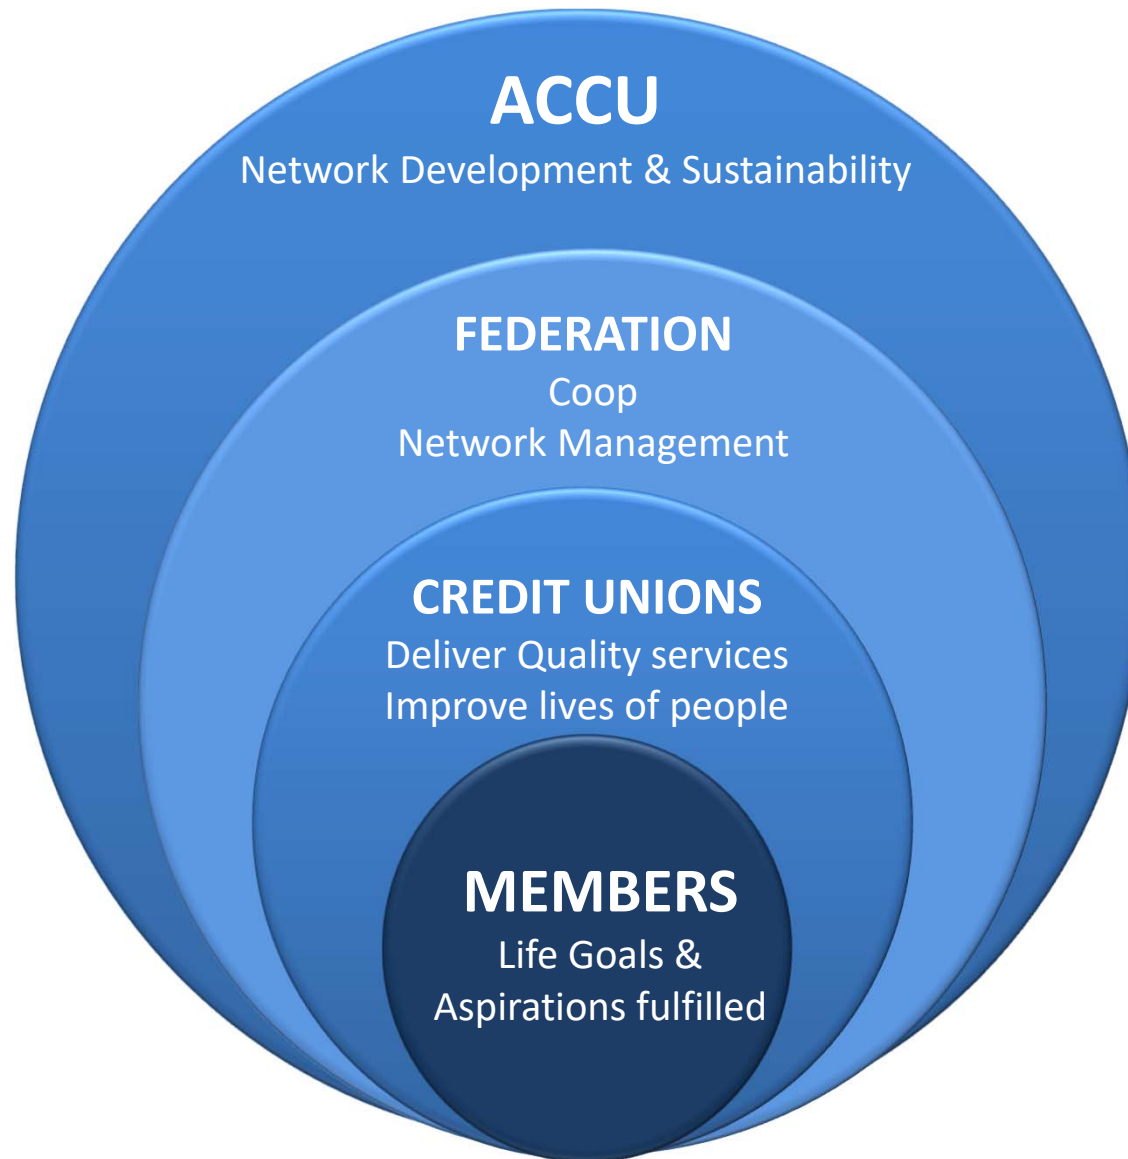 ACCU
Network Development & Sustainability
FEDERATION
Coop
Network Management
CREDIT UNIONS
Deliver Quality services
Improve lives of people
MEMBERS
Life Goals &
Aspirations fulfilled